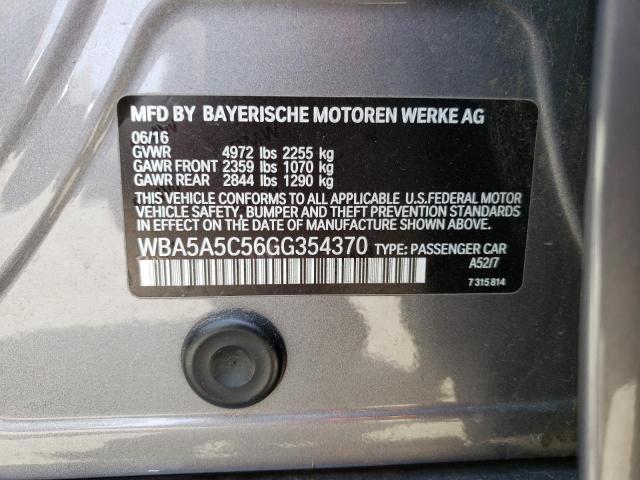 MFD BY BAYERISCHE MOTOREN WERKE AG
06/16
GVWR 4972 lbs 2255 kg
GAWR FRONT 2359 lbs 1070 kg
GAWR REAR 2844 lbs 1290 kg
THIS VEHICLE CONFORMS TO ALL APPLICABLE U.S.FEDERAL MOTOR
VEHICLE SAFETY, BUMPER AND THEFT PREVENTION STANDARDS
IN EFFECT ON THE DATE OF MANUFACTURE SHOWN ABOVE.
WBA5A5C56GG354370 TYPE: PASSENGER CAR
A52/7
7 315 814